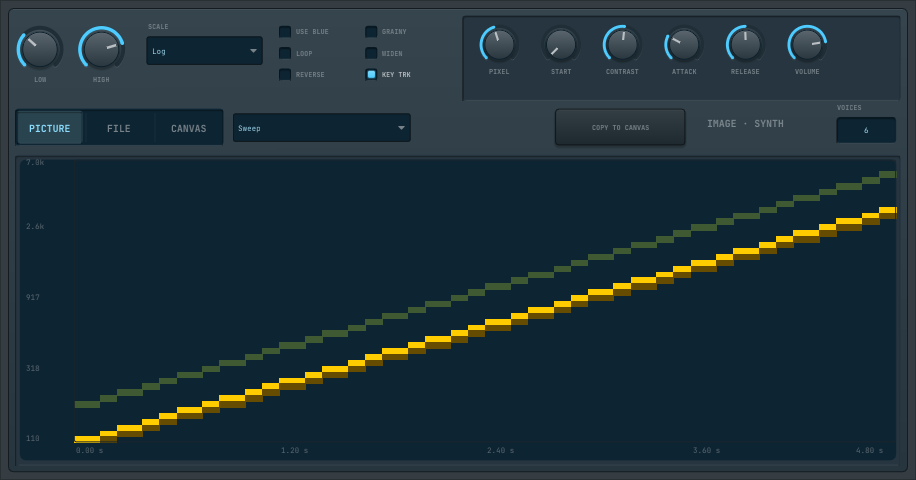 SCALE
Log
LOW
HIGH
USE BLUE
LOOP
REVERSE
GRAINY
WIDEN
KEY TRK
PIXEL
START
CONTRAST
ATTACK
RELEASE
VOLUME
PICTURE
FILE
CANVAS
Sweep
COPY TO CANVAS
IMAGE · SYNTH
VOICES
6
7.0k
2.6k
917
318
110
0.00 s
1.20 s
2.40 s
3.60 s
4.80 s